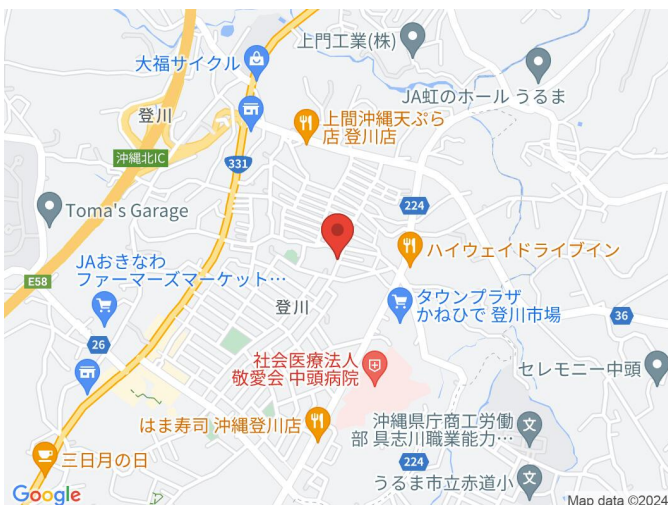 上門工業(株)
大福サイクル
JA虹のホール うるま
登川
上間沖縄天ぷら
店 登川店
沖縄北IC
331
224
Toma's Garage
ハイウェイドライブイン
JAおきなわ
ファーマーズマーケット…
E58
登川
タウンプラザ
かねひで 登川市場
36
26
社会医療法人
敬愛会 中頭病院
セレモニー中頭
はま寿司 沖縄登川店
沖縄県庁商工労働
部 具志川職業能力…
三日月の日
224
うるま市立赤道小
Google
Map data ©2024